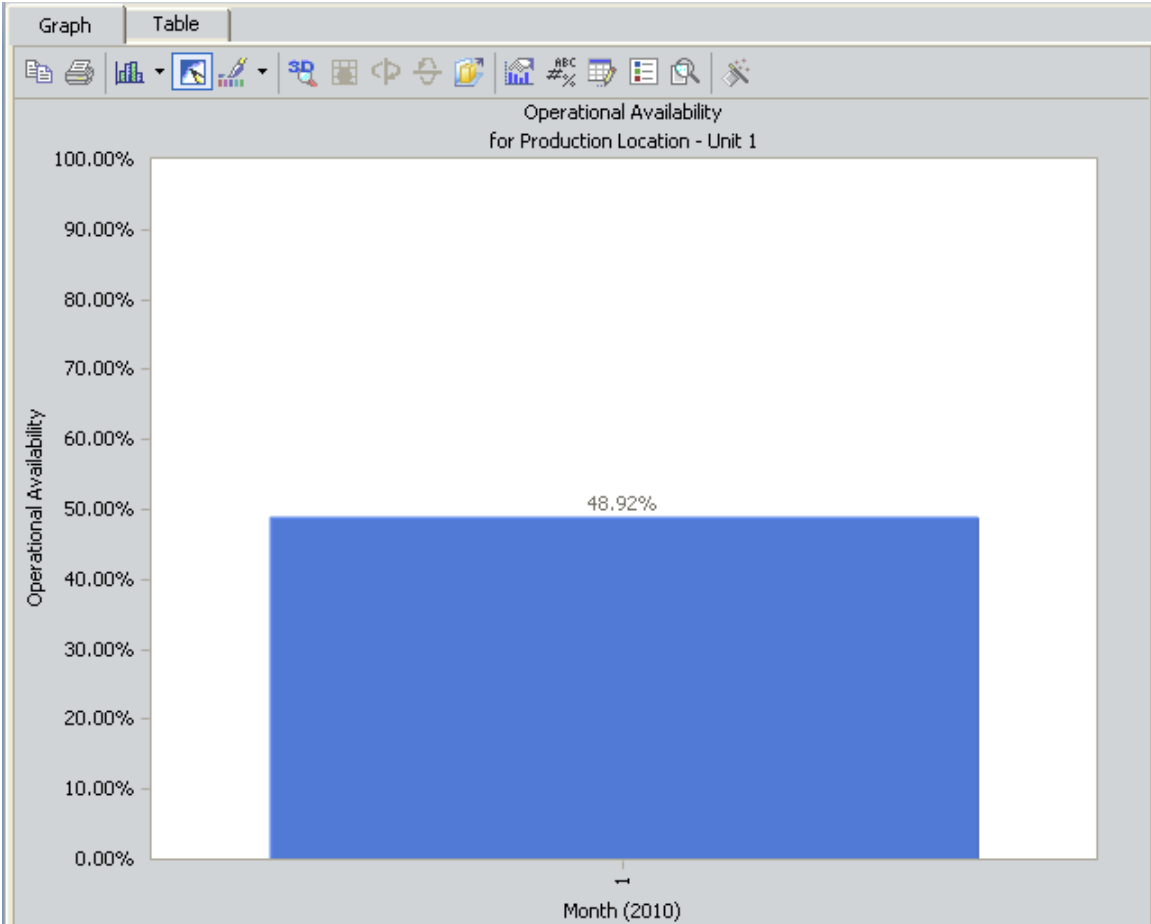 Graph Table
3D ABC #%
Operational Availability
for Production Location - Unit 1
100.00%
90.00%
80.00%
70.00%
60.00%
50.00%
40.00%
30.00%
20.00%
10.00%
0.00%
Operational Availability
48.92%
1
Month (2010)